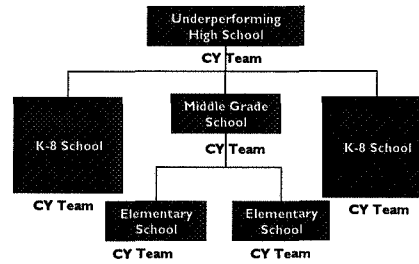 Underperforming
High School
CY Team
K-8 School
CY Team
Middle Grade
School
CY Team
K-8 School
CY Team
Elementary
School
CY Team
Elementary
School
CY Team